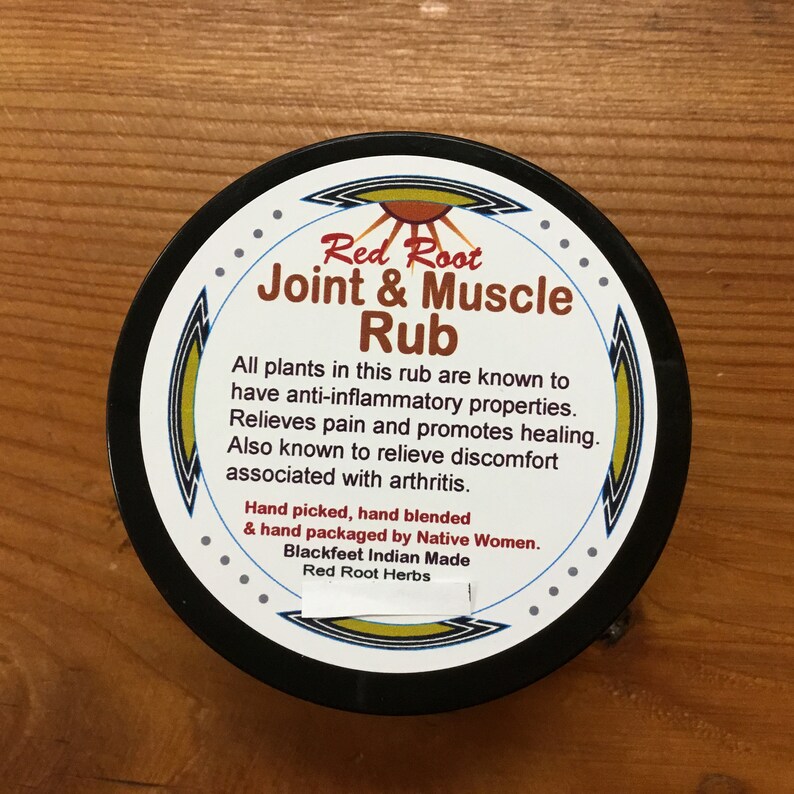 Red Root
Joint & Muscle
Rub
All plants in this rub are known to
have anti-inflammatory properties.
Relieves pain and promotes healing.
Also known to relieve discomfort
associated with arthritis.
Hand picked, hand blended
& hand packaged by Native Women.
Blackfeet Indian Made
Red Root Herbs